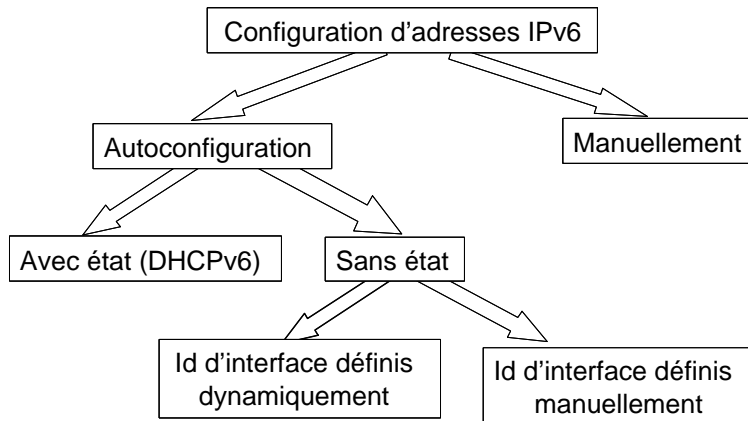 Configuration d'adresses IPv6
Autoconfiguration
Manuellement
Avec état (DHCPv6)
Sans état
Id d'interface définis
dynamiquement
Id d'interface définis
manuellement